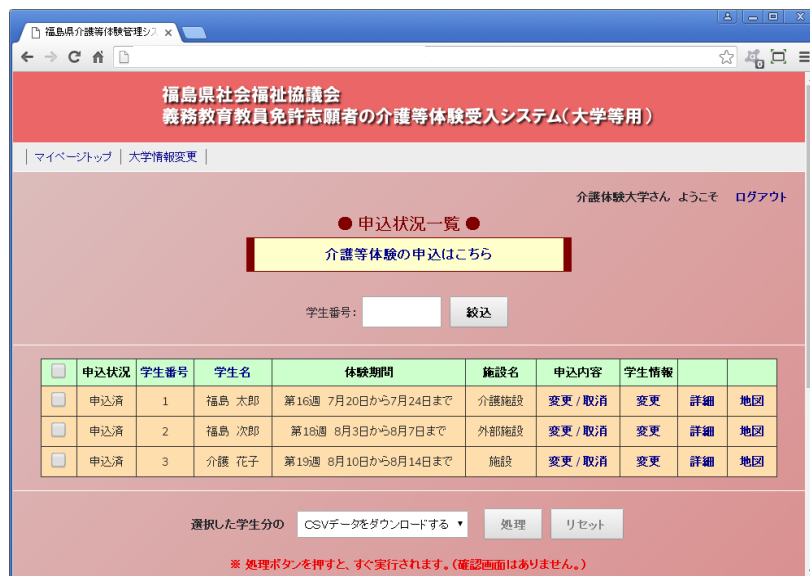 福島県介護等体験管理シス
福島県社会福祉協議会
義務教育教員免許志願者の介護等体験受入システム(大学等用)
| マイページトップ | 大学情報変更 |
介護体験大学さん ようこそ ログアウト
● 申込状況一覧 ●
介護等体験の申込はこちら
学生番号: 絞込
申込状況 学生番号 学生名 体験期間 施設名 申込内容 学生情報
申込済 1 福島 太郎 第16週 7月20日から7月24日まで 介護施設 変更 / 取消 変更 詳細 地図
申込済 2 福島 次郎 第18週 8月3日から8月7日まで 外部施設 変更 / 取消 変更 詳細 地図
申込済 3 介護 花子 第19週 8月10日から8月14日まで 施設 変更 / 取消 変更 詳細 地図
選択した学生分の CSVデータをダウンロードする 処理 リセット
※ 処理ボタンを押すと、すぐ実行されます。(確認画面はありません。)